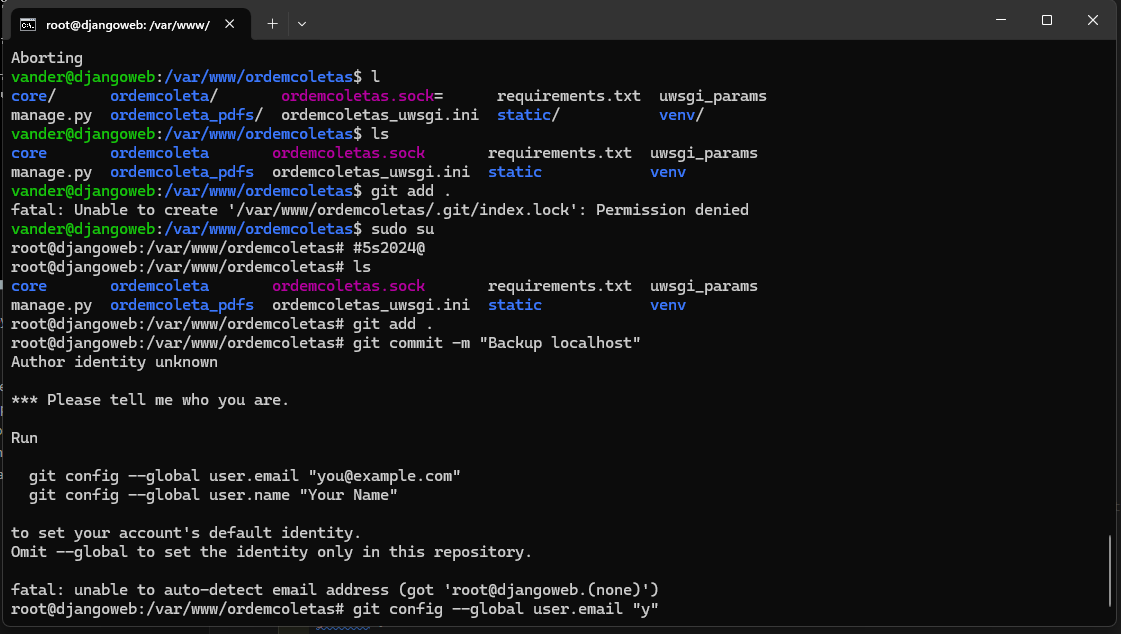 root@djangoweb: /var/www/
Aborting
vander@djangoweb:/var/www/ordemcoletas$ l
core/      ordemcoleta/       ordemcoletas.sock=      requirements.txt  uwsgi_params
manage.py  ordemcoleta_pdfs/  ordemcoletas_uwsgi.ini  static/           venv/
vander@djangoweb:/var/www/ordemcoletas$ ls
core       ordemcoleta       ordemcoletas.sock       requirements.txt  uwsgi_params
manage.py  ordemcoleta_pdfs  ordemcoletas_uwsgi.ini  static            venv
vander@djangoweb:/var/www/ordemcoletas$ git add .
fatal: Unable to create '/var/www/ordemcoletas/.git/index.lock': Permission denied
vander@djangoweb:/var/www/ordemcoletas$ sudo su
root@djangoweb:/var/www/ordemcoletas# #5s2024@
root@djangoweb:/var/www/ordemcoletas# ls
core       ordemcoleta       ordemcoletas.sock       requirements.txt  uwsgi_params
manage.py  ordemcoleta_pdfs  ordemcoletas_uwsgi.ini  static            venv
root@djangoweb:/var/www/ordemcoletas# git add .
root@djangoweb:/var/www/ordemcoletas# git commit -m "Backup localhost"
Author identity unknown

*** Please tell me who you are.

Run

  git config --global user.email "you@example.com"
  git config --global user.name "Your Name"

to set your account's default identity.
Omit --global to set the identity only in this repository.

fatal: unable to auto-detect email address (got 'root@djangoweb.(none)')
root@djangoweb:/var/www/ordemcoletas# git config --global user.email "y"